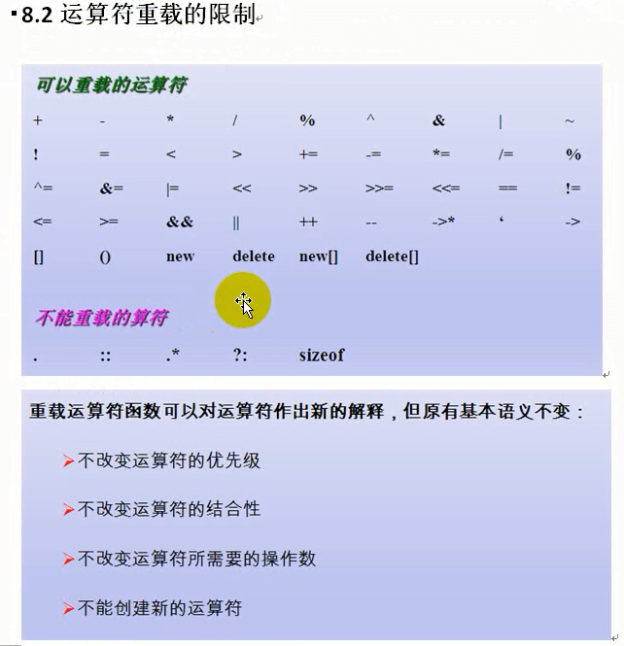 ▪8.2 运算符重载的限制
可以重载的运算符
+ - * / % ^ & | ~
! = < > += -= *= /= %
^= &= |= << >> >>= <<= == !=
<= >= && || ++ -- ->* ‘ ->
[] () new delete new[] delete[]
不能重载的算符
. :: .* ?: sizeof
重载运算符函数可以对运算符作出新的解释，但原有基本语义不变：
➢不改变运算符的优先级
➢不改变运算符的结合性
➢不改变运算符所需要的操作数
➢不能创建新的运算符